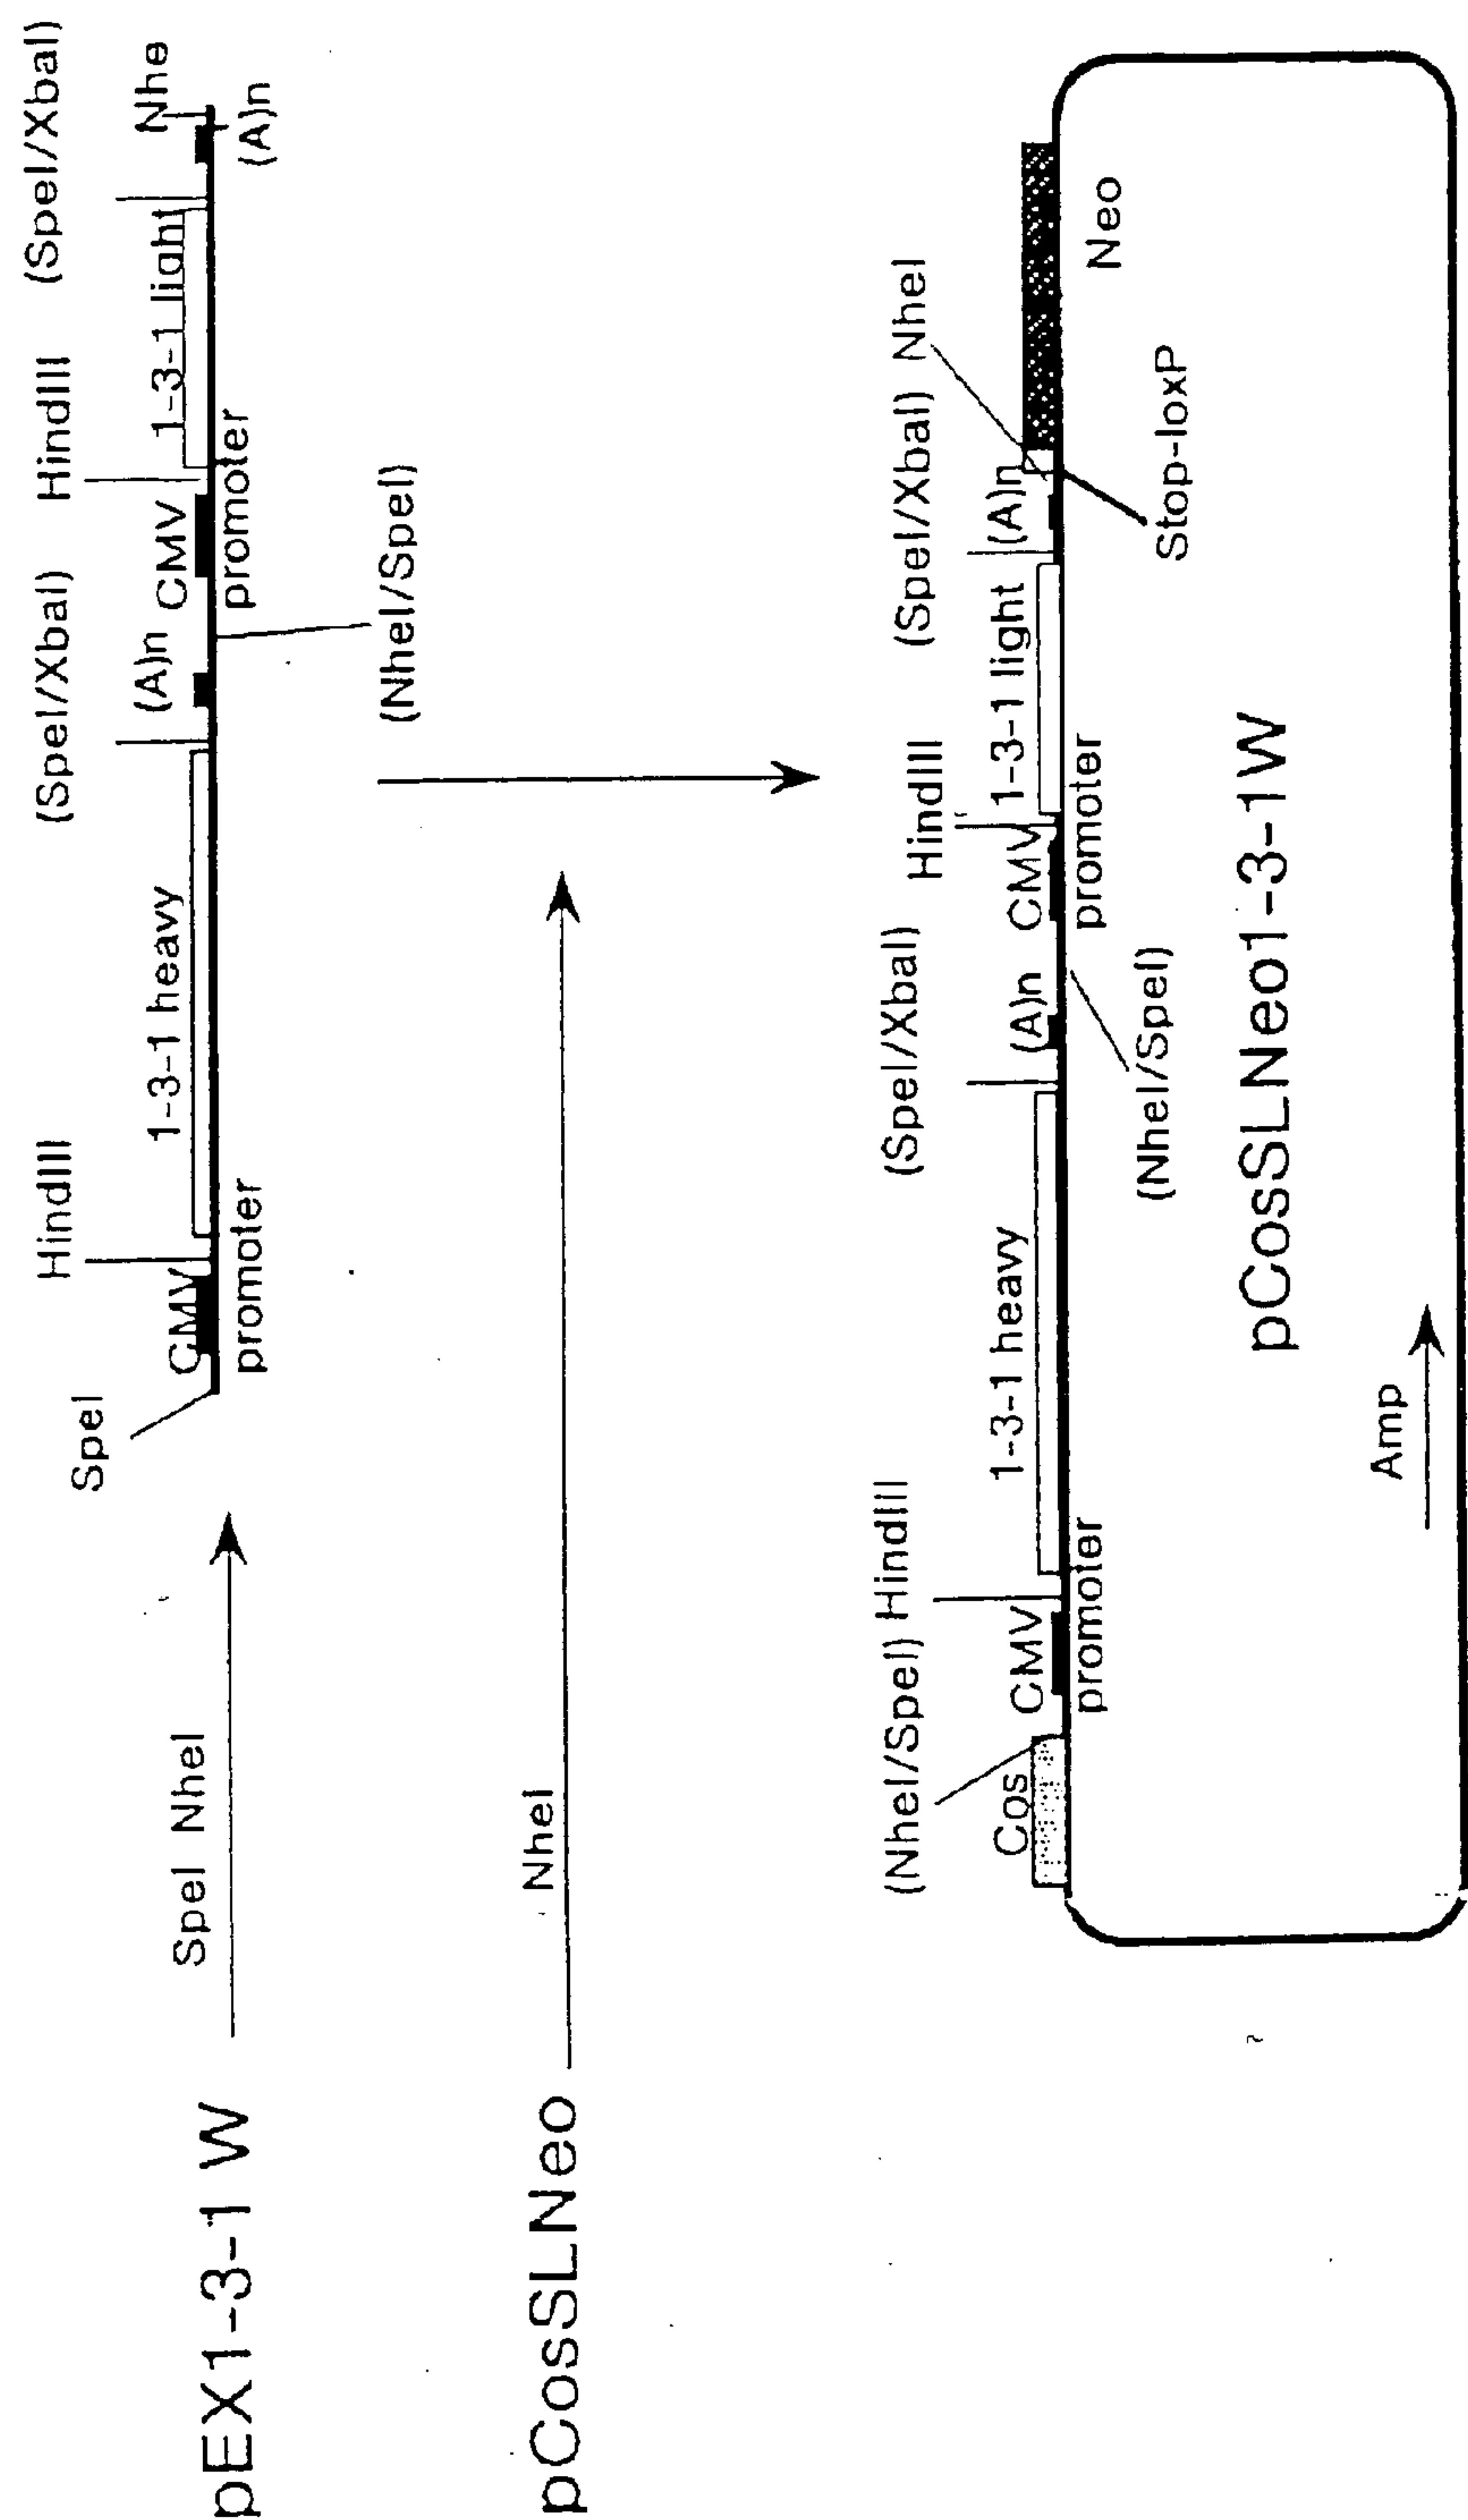 pEX1-3-1 W
SpeI NheI
SpeI
HindIII
(SpeI/XbaI)
HindIII
(SpeI/XbaI)
CMV
1-3-1 heavy
(A)n
CMV
1-3-1 light
Nhe
promoter
promoter
(A)n
(NheI/SpeI)
pCosSLNeo
NheI
(NheI/SpeI)
HindIII
(SpeI/XbaI)
HindIII
(SpeI/XbaI)
NheI
Cos
CMV
1-3-1 heavy
(A)n
CMV
1-3-1 light
(A)n
promoter
promoter
Neo
(NheI/SpeI)
Stop-loxP
pCosSLNeo1-3-1W
Amp